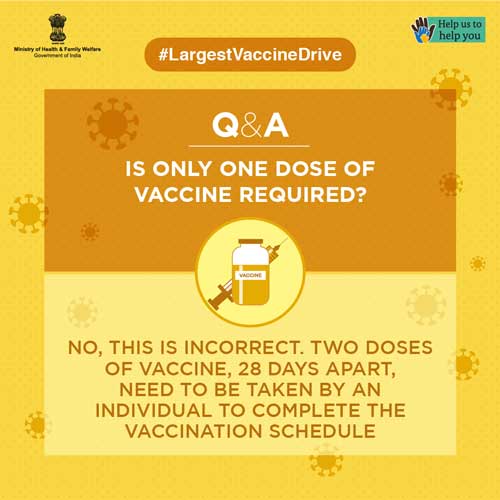 Ministry of Health & Family Welfare
Government of India
Help us to
help you
#LargestVaccineDrive
Q&A
IS ONLY ONE DOSE OF
VACCINE REQUIRED?
VACCINE
NO, THIS IS INCORRECT. TWO DOSES
OF VACCINE, 28 DAYS APART,
NEED TO BE TAKEN BY AN
INDIVIDUAL TO COMPLETE THE
VACCINATION SCHEDULE